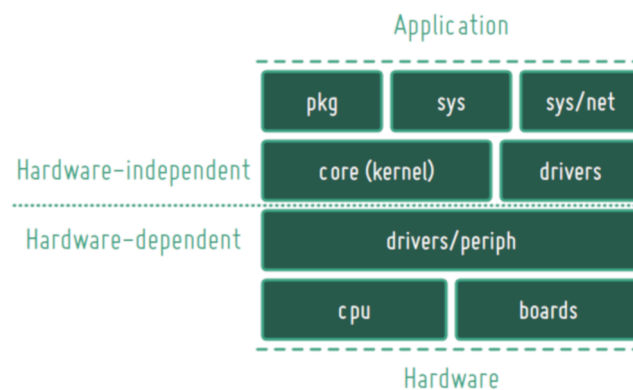 Application
pkg sys sys/net
Hardware-independent core (kernel) drivers
Hardware-dependent drivers/periph
cpu boards
Hardware